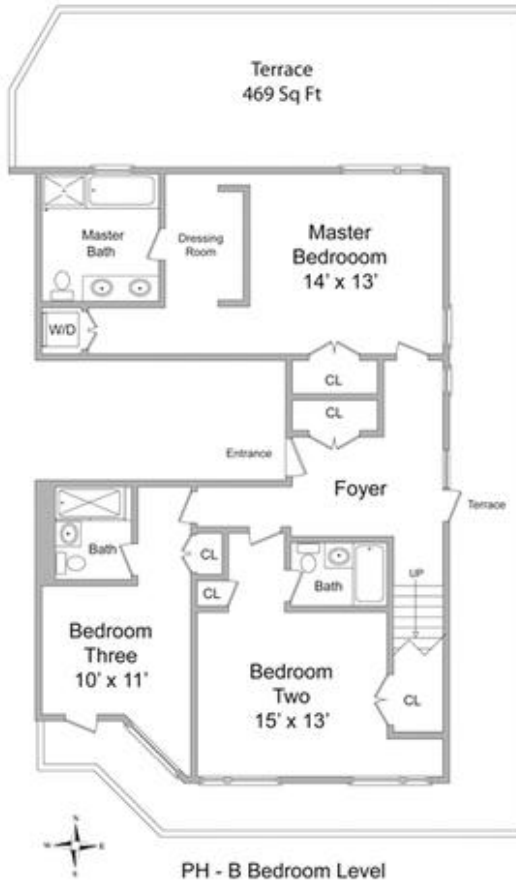 Terrace
469 Sq Ft
Master
Bath
Dressing
Room
Master
Bedrooom
14' x 13'
W/D
CL
CL
Entrance
Foyer
Terrace
Bath
CL
CL
Bath
UP
Bedroom
Three
10' x 11'
Bedroom
Two
15' x 13'
CL
N
W
E
S
PH - B Bedroom Level